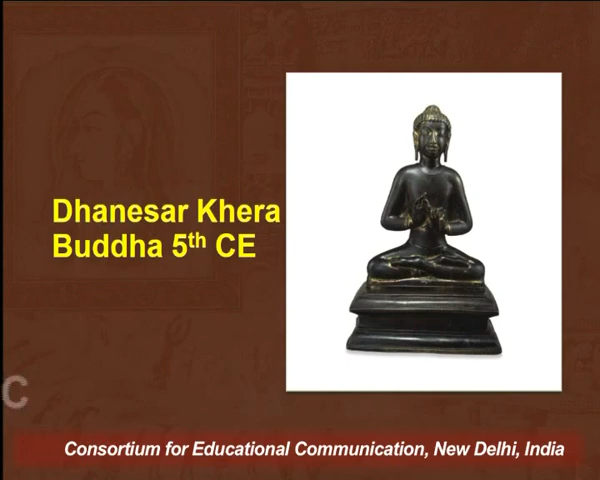 Dhanesar Khera
Buddha 5th CE
C
Consortium for Educational Communication, New Delhi, India